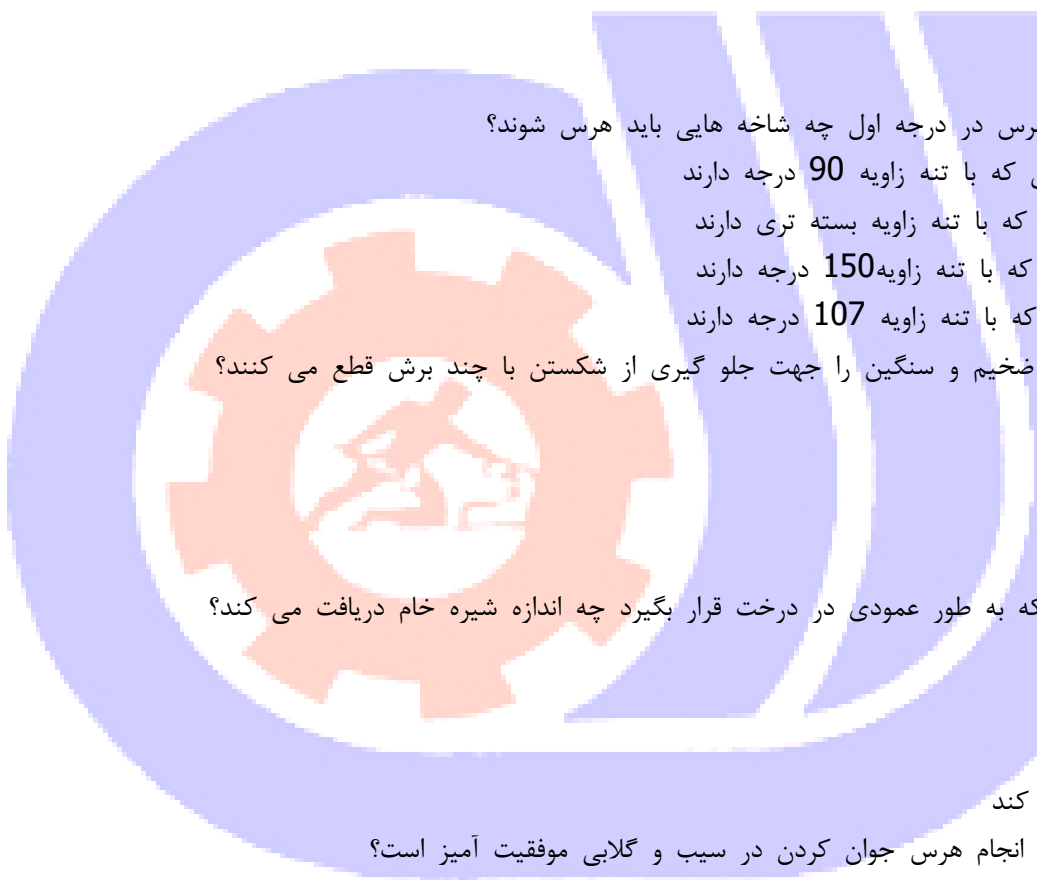 رس در درجه اول چه شاخه هایی باید هرس شوند؟
که با تنه زاویه 90 درجه دارند
که با تنه زاویه بسته تری دارند
که با تنه زاویه150 درجه دارند
که با تنه زاویه 107 درجه دارند
ضخیم و سنگین را جهت جلو گیری از شکستن با چند برش قطع می کنند؟
که به طور عمودی در درخت قرار بگیرد چه اندازه شیره خام دریافت می کند؟
کند
انجام هرس جوان کردن در سیب و گلابی موفقیت آمیز است؟